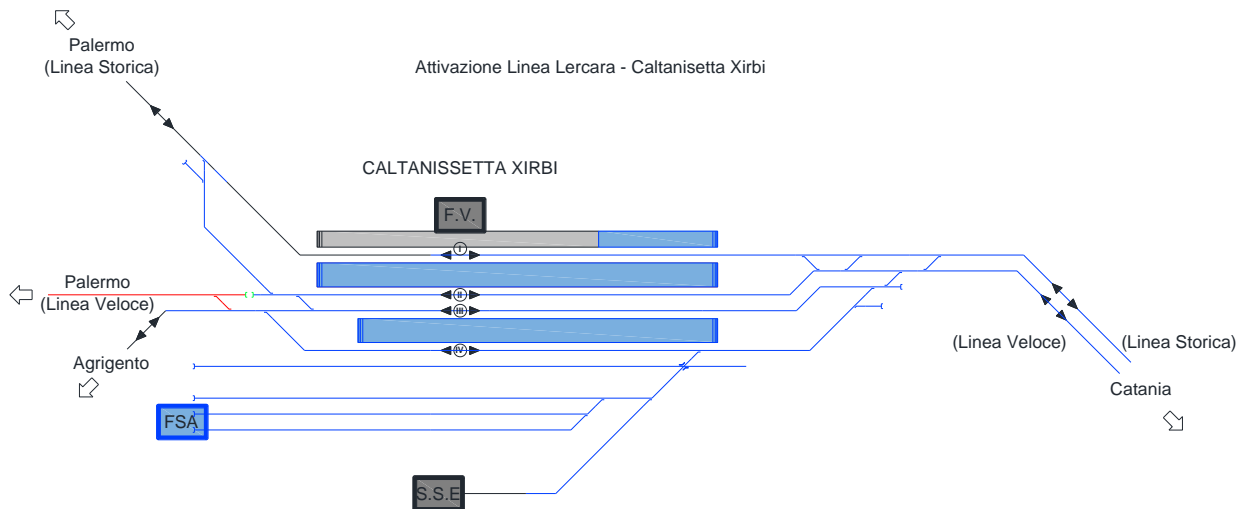 Palermo
(Linea Storica)
Attivazione Linea Lercara - Caltanisetta Xirbi
CALTANISSETTA XIRBI
F.V.
I
Palermo
(Linea Veloce)
II
III
Agrigento
IV
(Linea Veloce)
(Linea Storica)
Catania
FSA
S.S.E